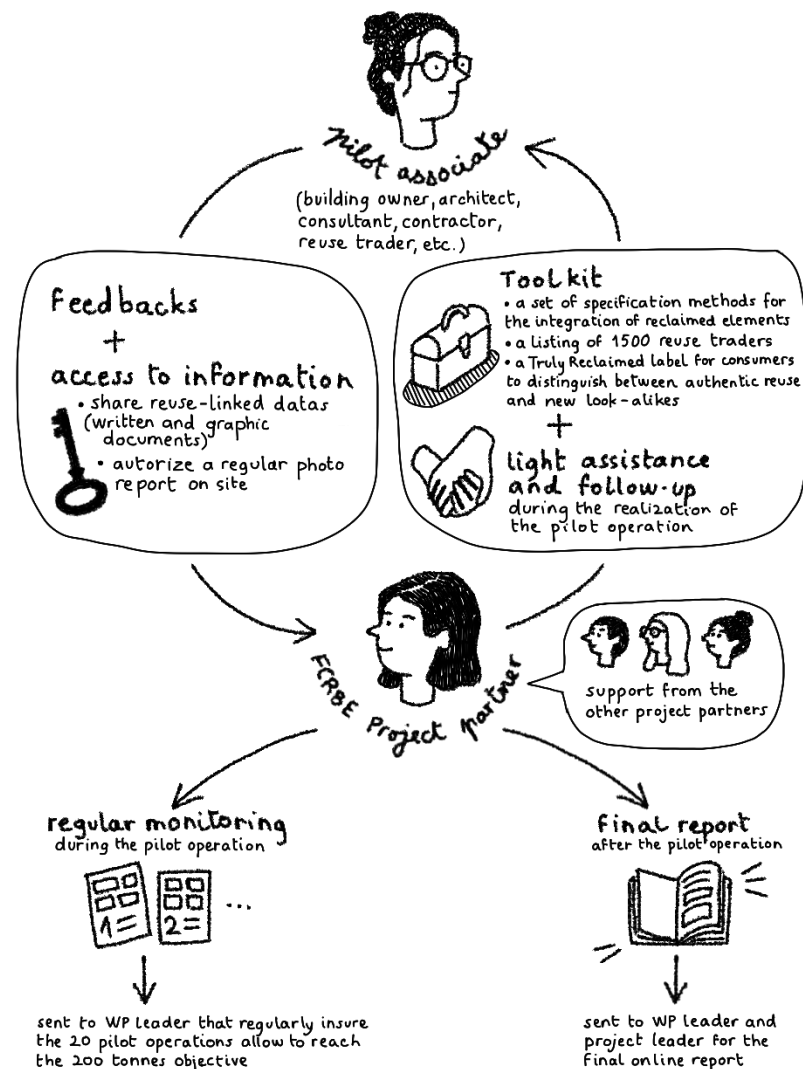 pilot associate
(building owner, architect,
consultant, contractor,
reuse trader, etc.)
Feedbacks
+
access to information
• share reuse-linked datas
(written and graphic
documents)
• autorize a regular photo
report on site
Toolkit
• a set of specification methods for
the integration of reclaimed elements
• a listing of 1500 reuse traders
• a Truly Reclaimed label for consumers
to distinguish between authentic reuse
and new look-alikes
+
light assistance
and follow-up
during the realization of
the pilot operation
FCRBE Project partner
support from the
other project partners
regular monitoring
during the pilot operation
1=
2=
...
sent to WP leader that regularly insure
the 20 pilot operations allow to reach
the 200 tonnes objective
Final report
after the pilot operation
sent to WP leader and
project leader for the
Final online report